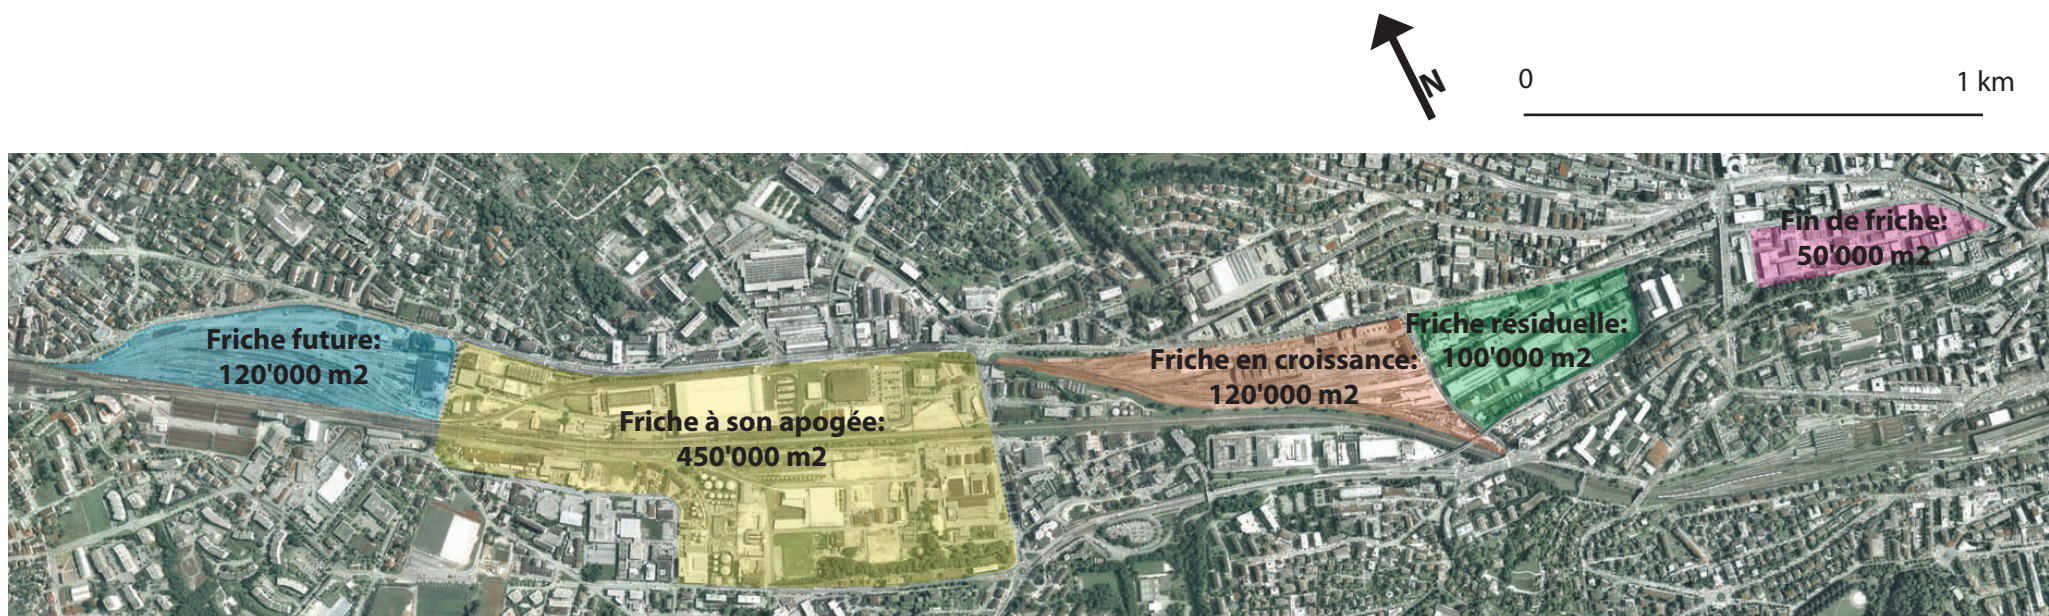 N
0
1 km
Fin de friche:
50'000 m2
Friche résiduelle:
100'000 m2
Friche future:
120'000 m2
Friche en croissance:
120'000 m2
Friche à son apogée:
450'000 m2